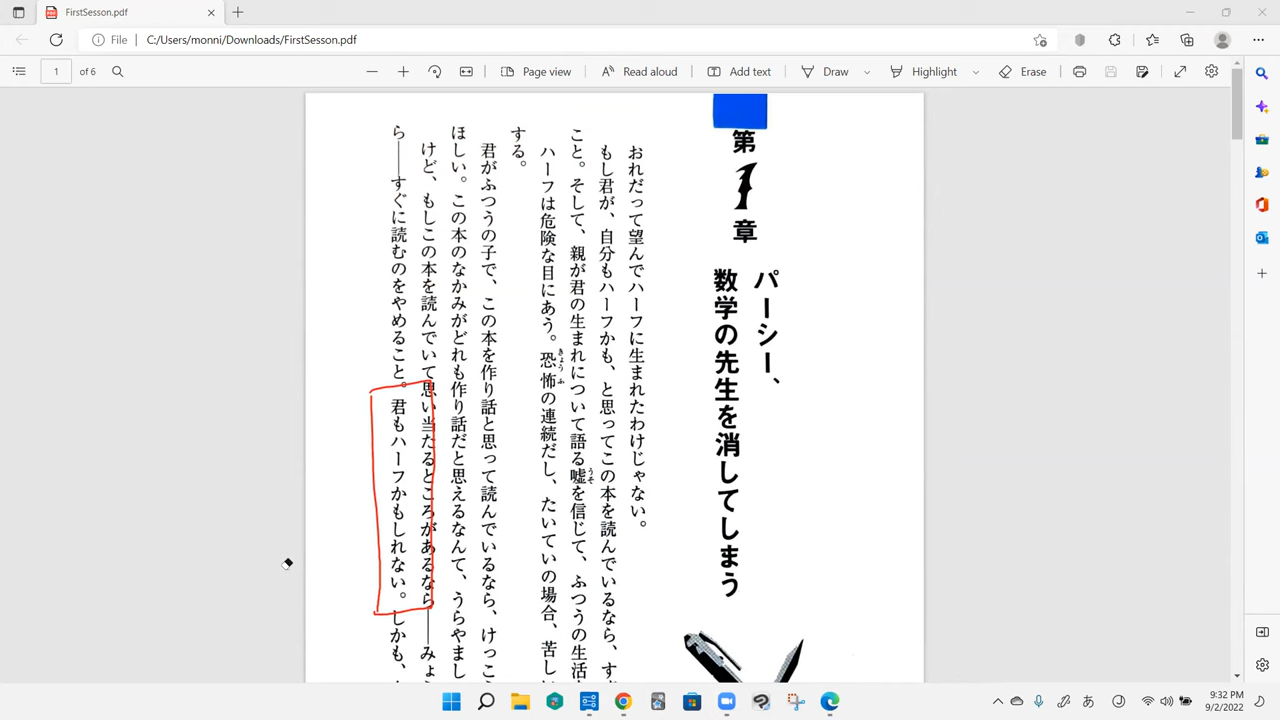 FirstSesson.pdf
File
C:/Users/monni/Downloads/FirstSesson.pdf
1 of 6
Page view
Read aloud
Add text
Draw
Highlight
Erase
第1章
パーシー、
数学の先生を消してしまう
おれだって望んでハーフに生まれたわけじゃない。
もし君が、自分もハーフかも、と思ってこの本を読んでいるなら、す
こと。そして、親が君の生まれについて語る嘘を信じて、ふつうの生活
うそ
ハーフは危険な目にあう。恐怖の連続だし、たいていの場合、苦し
きょうふ
する。
君がふつうの子で、この本を作り話と思って読んでいるなら、けっこ
ほしい。この本のなかみがどれも作り話だと思えるなんて、うらやまし
けど、もしこの本を読んでいて思い当たるところがあるなら――みょ
ら――すぐに読むのをやめること。君もハーフかもしれない。しかも、
あ
9:32 PM
9/2/2022